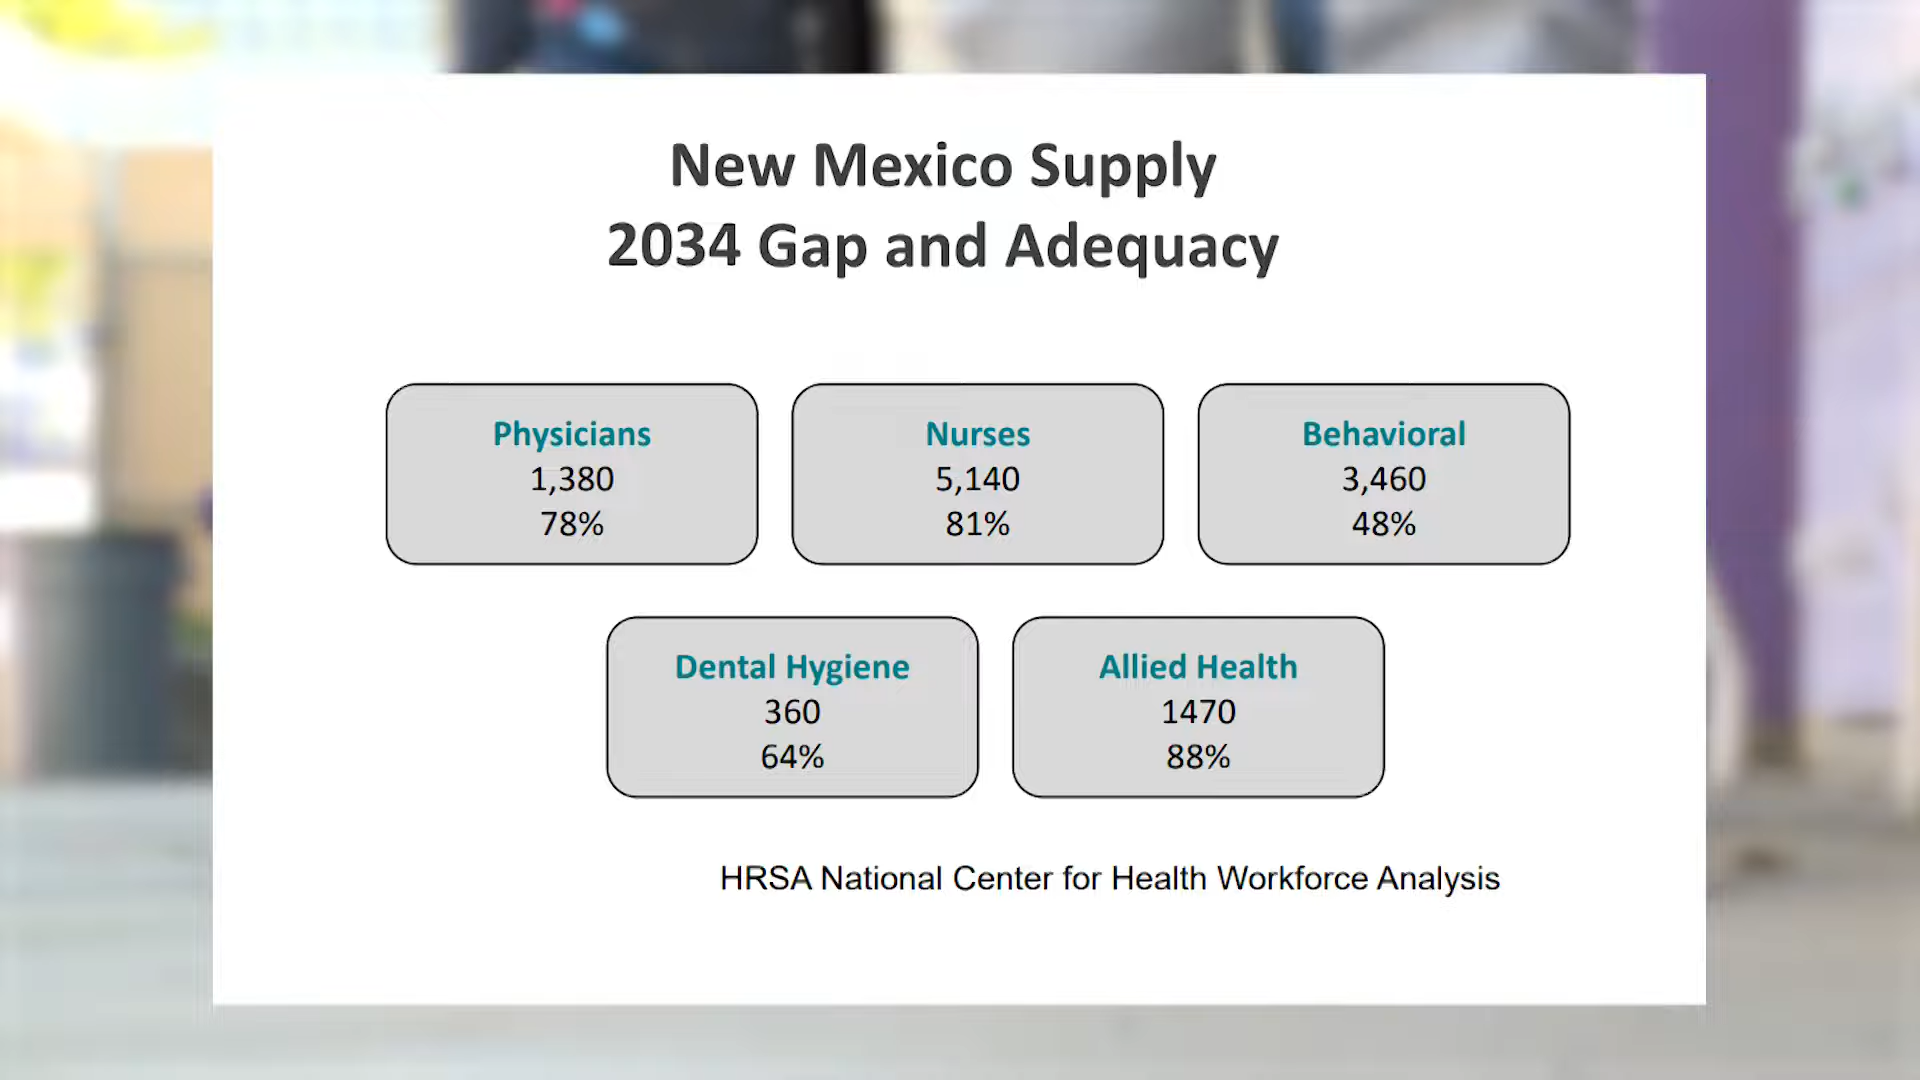 New Mexico Supply
2034 Gap and Adequacy
Physicians
1,380
78%
Nurses
5,140
81%
Behavioral
3,460
48%
Dental Hygiene
360
64%
Allied Health
1470
88%
HRSA National Center for Health Workforce Analysis